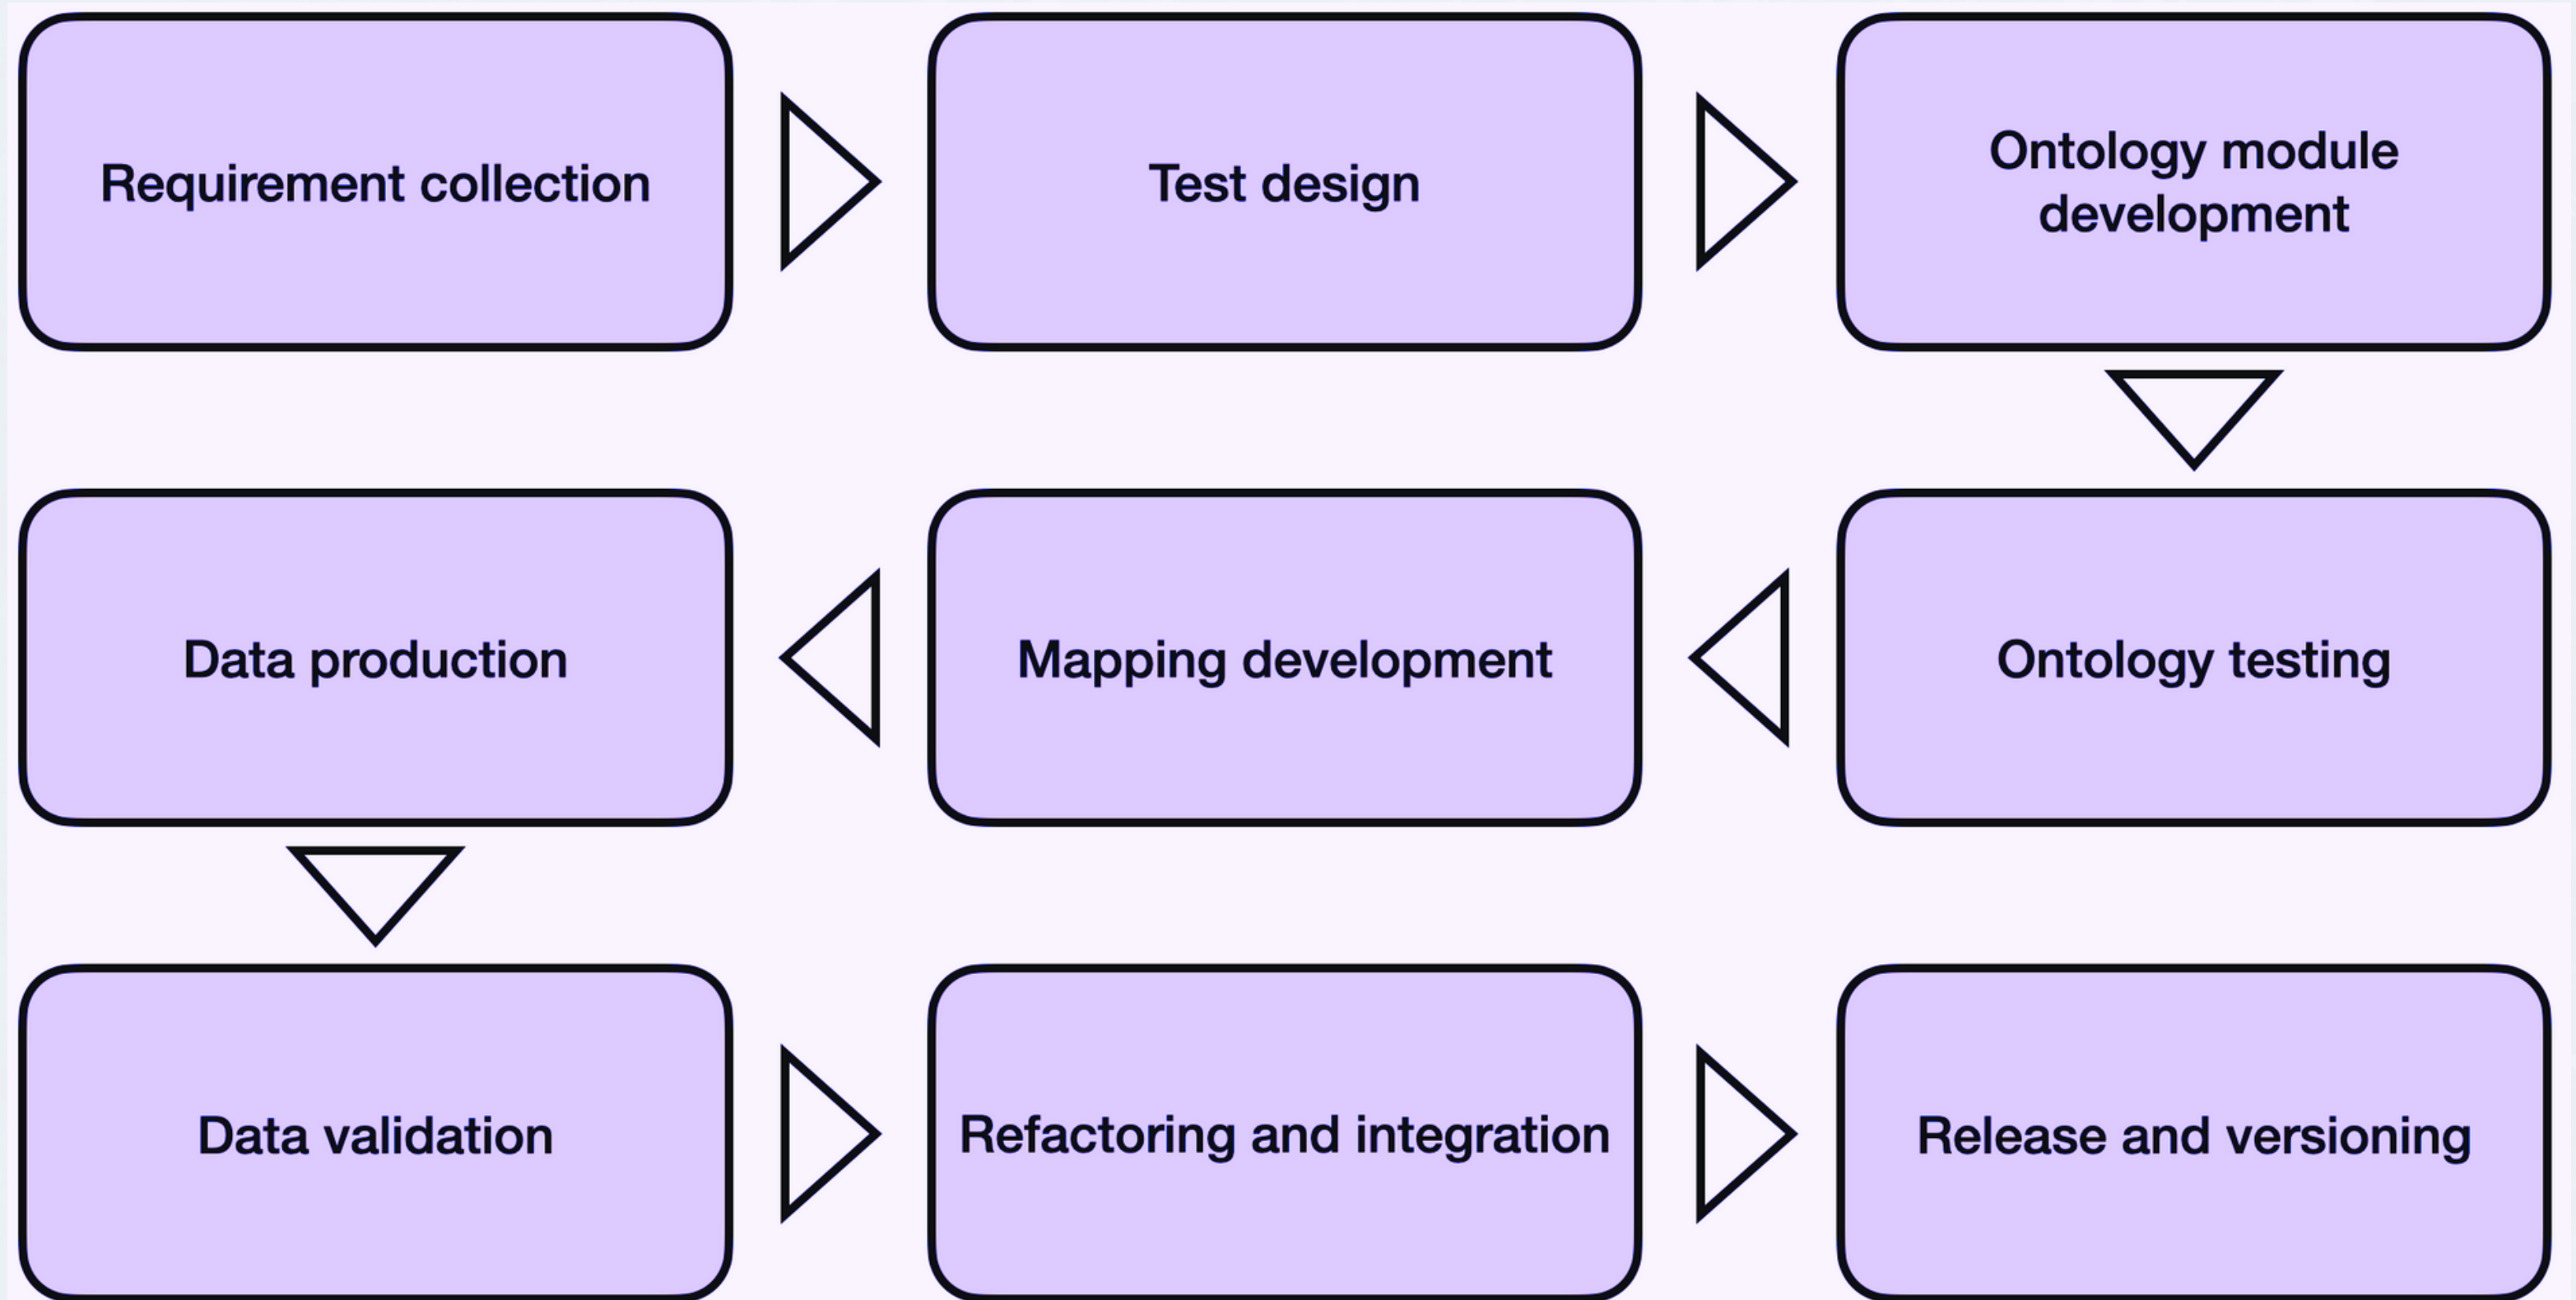 Requirement collection
Test design
Ontology module
development
Ontology testing
Mapping development
Data production
Data validation
Refactoring and integration
Release and versioning